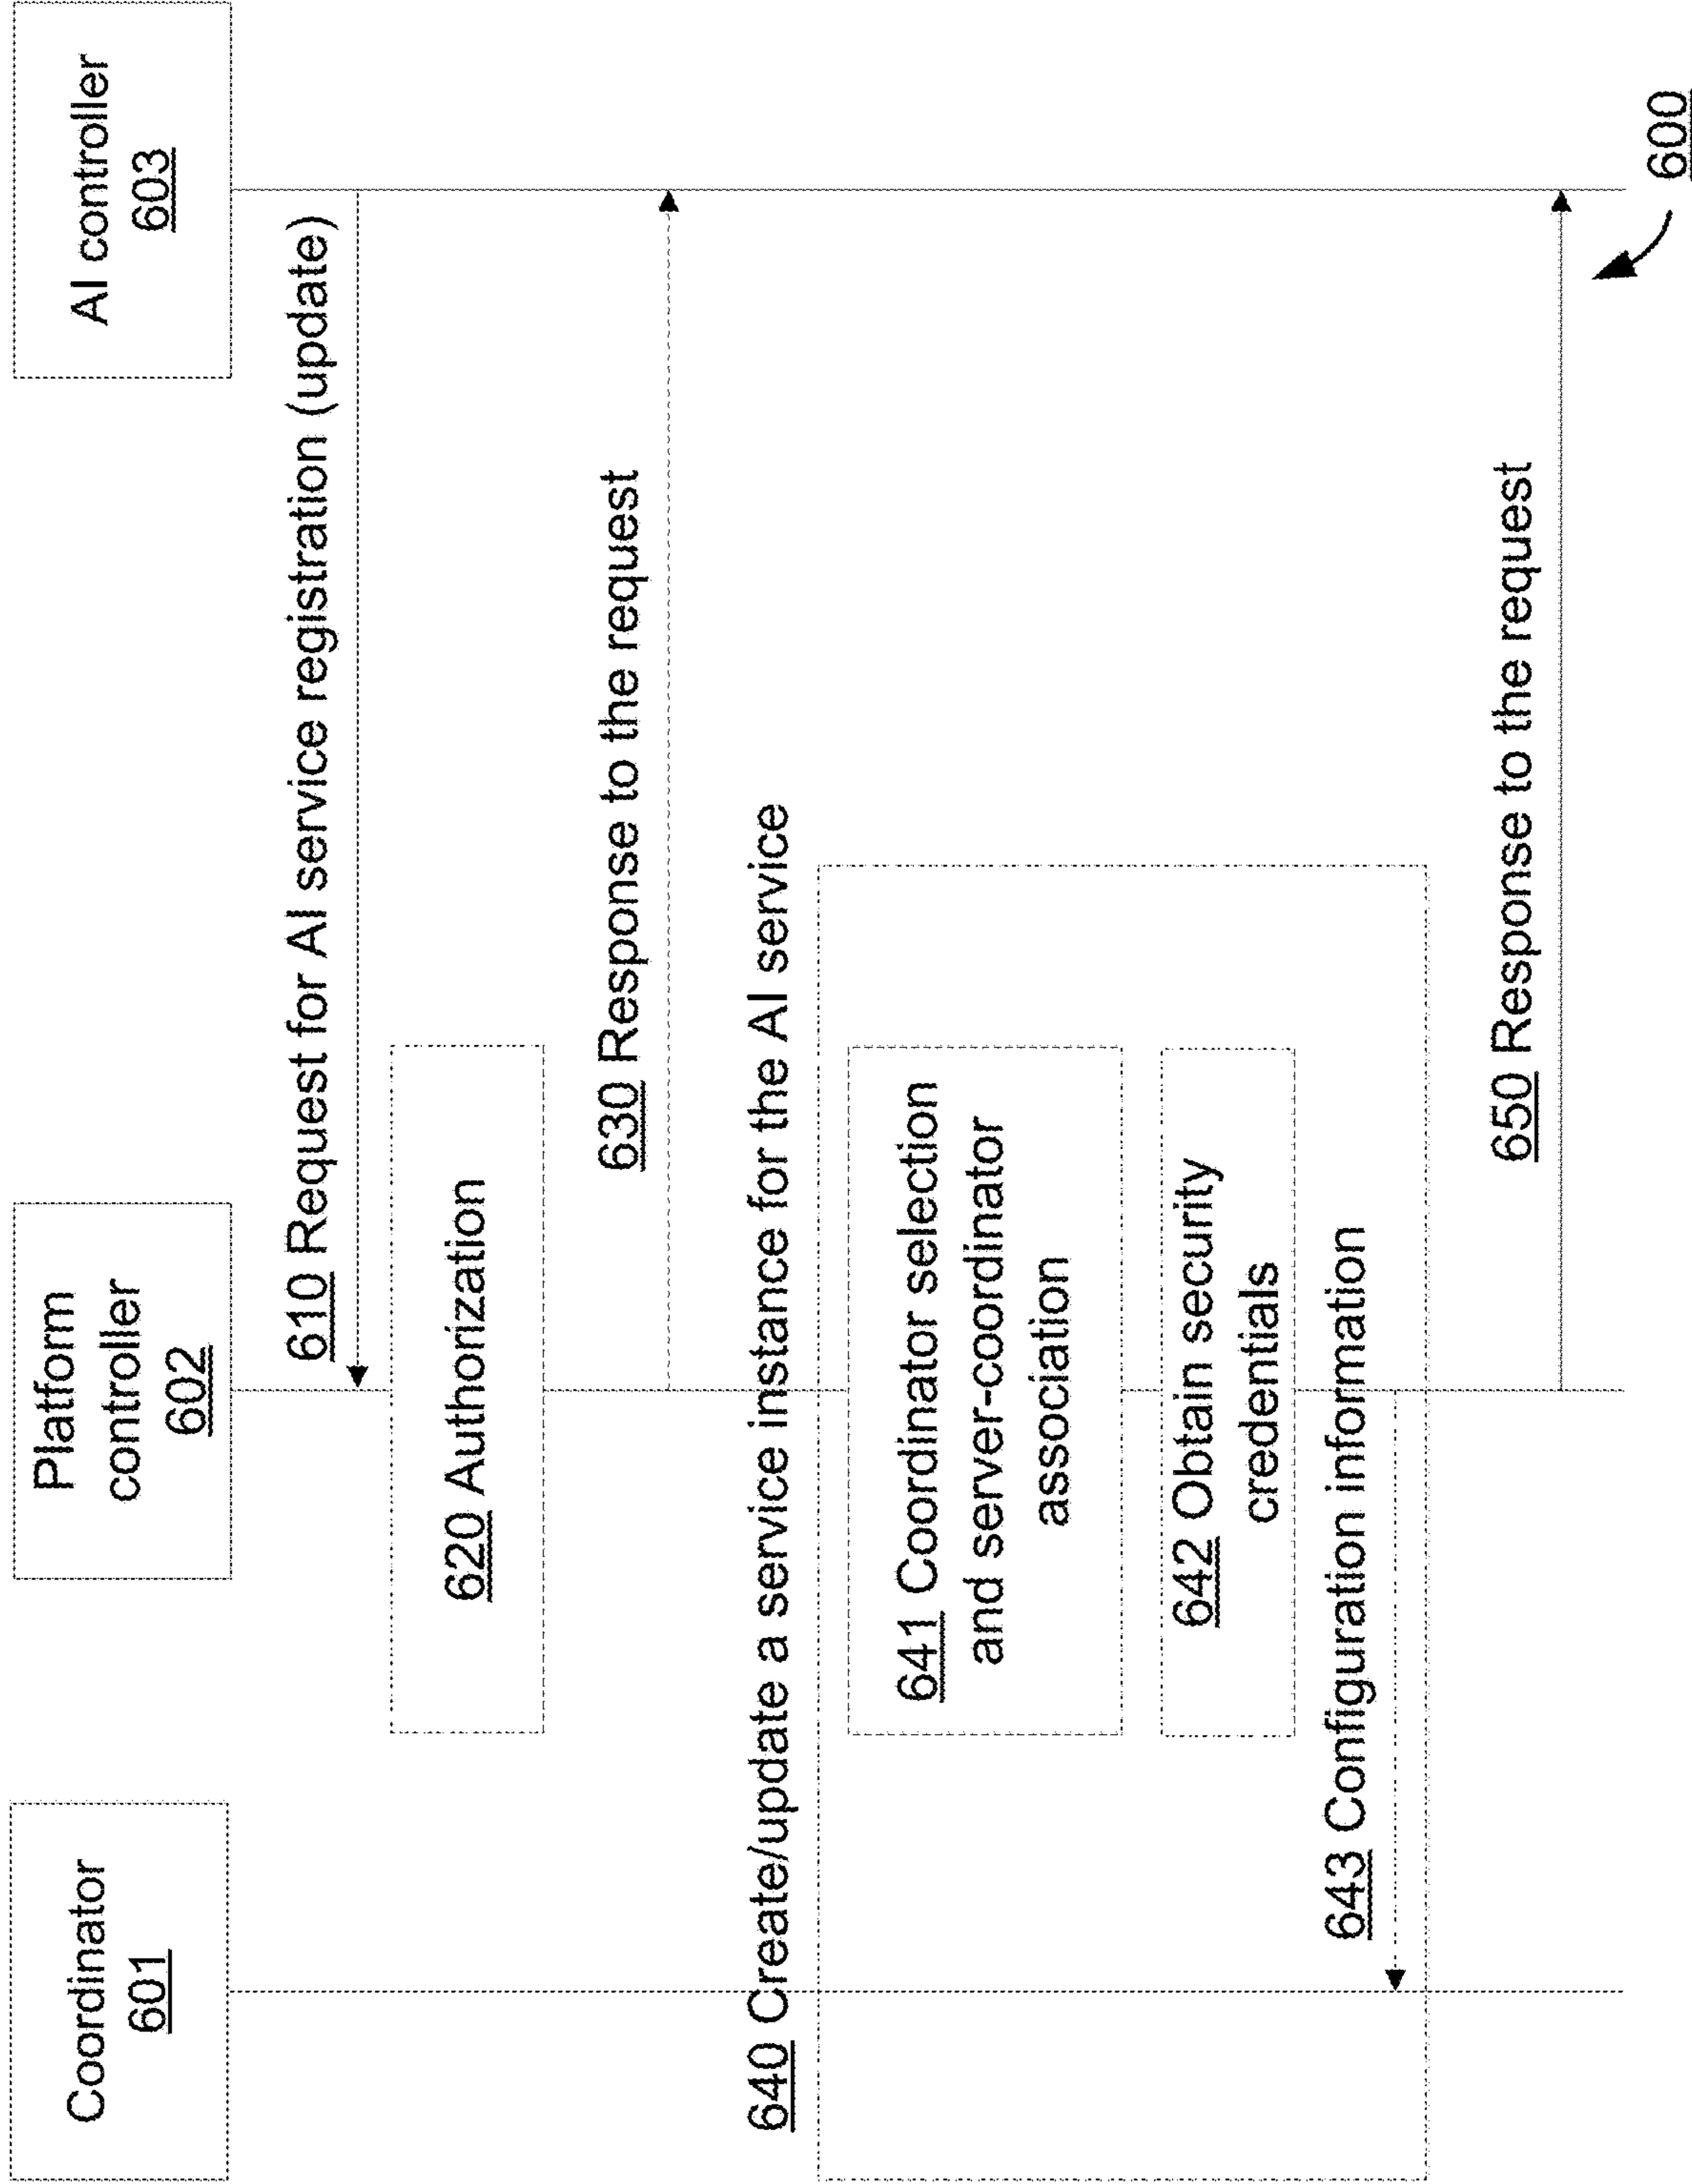 Coordinator
601
Platform
controller
602
AI controller
603
610 Request for AI service registration (update)
620 Authorization
630 Response to the request
640 Create/update a service instance for the AI service
641 Coordinator selection
and server-coordinator
association
642 Obtain security
credentials
643 Configuration information
650 Response to the request
600